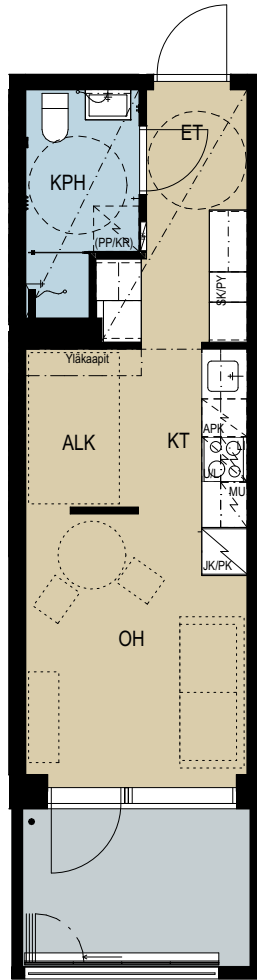 ET
KPH
(PP/KR)
SK/PY
Yläkaapit
ALK
KT
APK
U/L
MU
JK/PK
OH